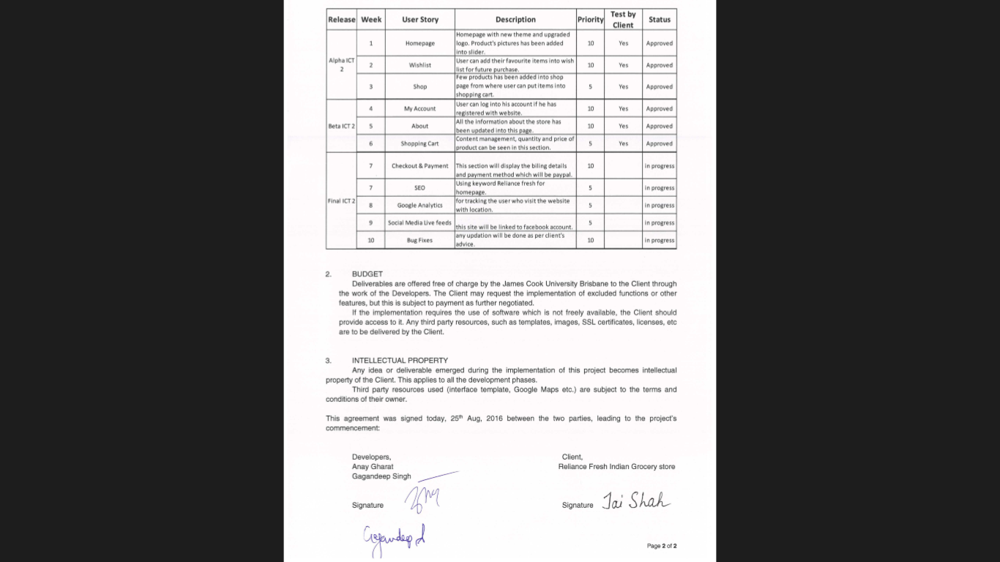 Release Week User Story Description Priority Test by Client Status
Alpha ICT 2
1 Homepage Homepage with new theme and upgraded logo. Product's pictures has been added into slider. 10 Yes Approved
2 Wishlist User can add their favourite items into wish list for future purchase. 10 Yes Approved
3 Shop Few products has been added into shop page from where user can put items into shopping cart. 5 Yes Approved
Beta ICT 2
4 My Account User can log into his account if he has registered with website. 10 Yes Approved
5 About All the information about the store has been updated into this page. 10 Yes Approved
6 Shopping Cart Content management, quantity and price of product can be seen in this section. 5 Yes Approved
Final ICT 2
7 Checkout & Payment This section will display the biling details and payment method which will be paypal. 10 in progress
7 SEO Using keyword Reliance fresh for homepage. 5 in progress
8 Google Analytics for tracking the user who visit the website with location. 5 in progress
9 Social Media Live feeds this site will be linked to facebook account. 5 in progress
10 Bug Fixes any updation will be done as per client's advice. 10 in progress
2. BUDGET
Deliverables are offered free of charge by the James Cook University Brisbane to the Client through
the work of the Developers. The Client may request the implementation of excluded functions or other
features, but this is subject to payment as further negotiated.
If the implementation requires the use of software which is not freely available, the Client should
provide access to it. Any third party resources, such as templates, images, SSL certificates, licenses, etc
are to be delivered by the Client.
3. INTELLECTUAL PROPERTY
Any idea or deliverable emerged during the implementation of this project becomes intellectual
property of the Client. This applies to all the development phases.
Third party resources used (interface template, Google Maps etc.) are subject to the terms and
conditions of their owner.
This agreement was signed today, 25th Aug, 2016 between the two parties, leading to the project's
commencement:
Developers,
Anay Gharat
Gagandeep Singh
Signature
Gagandeep S
Client,
Reliance Fresh Indian Grocery store
Signature Jai Shah
Page 2 of 2